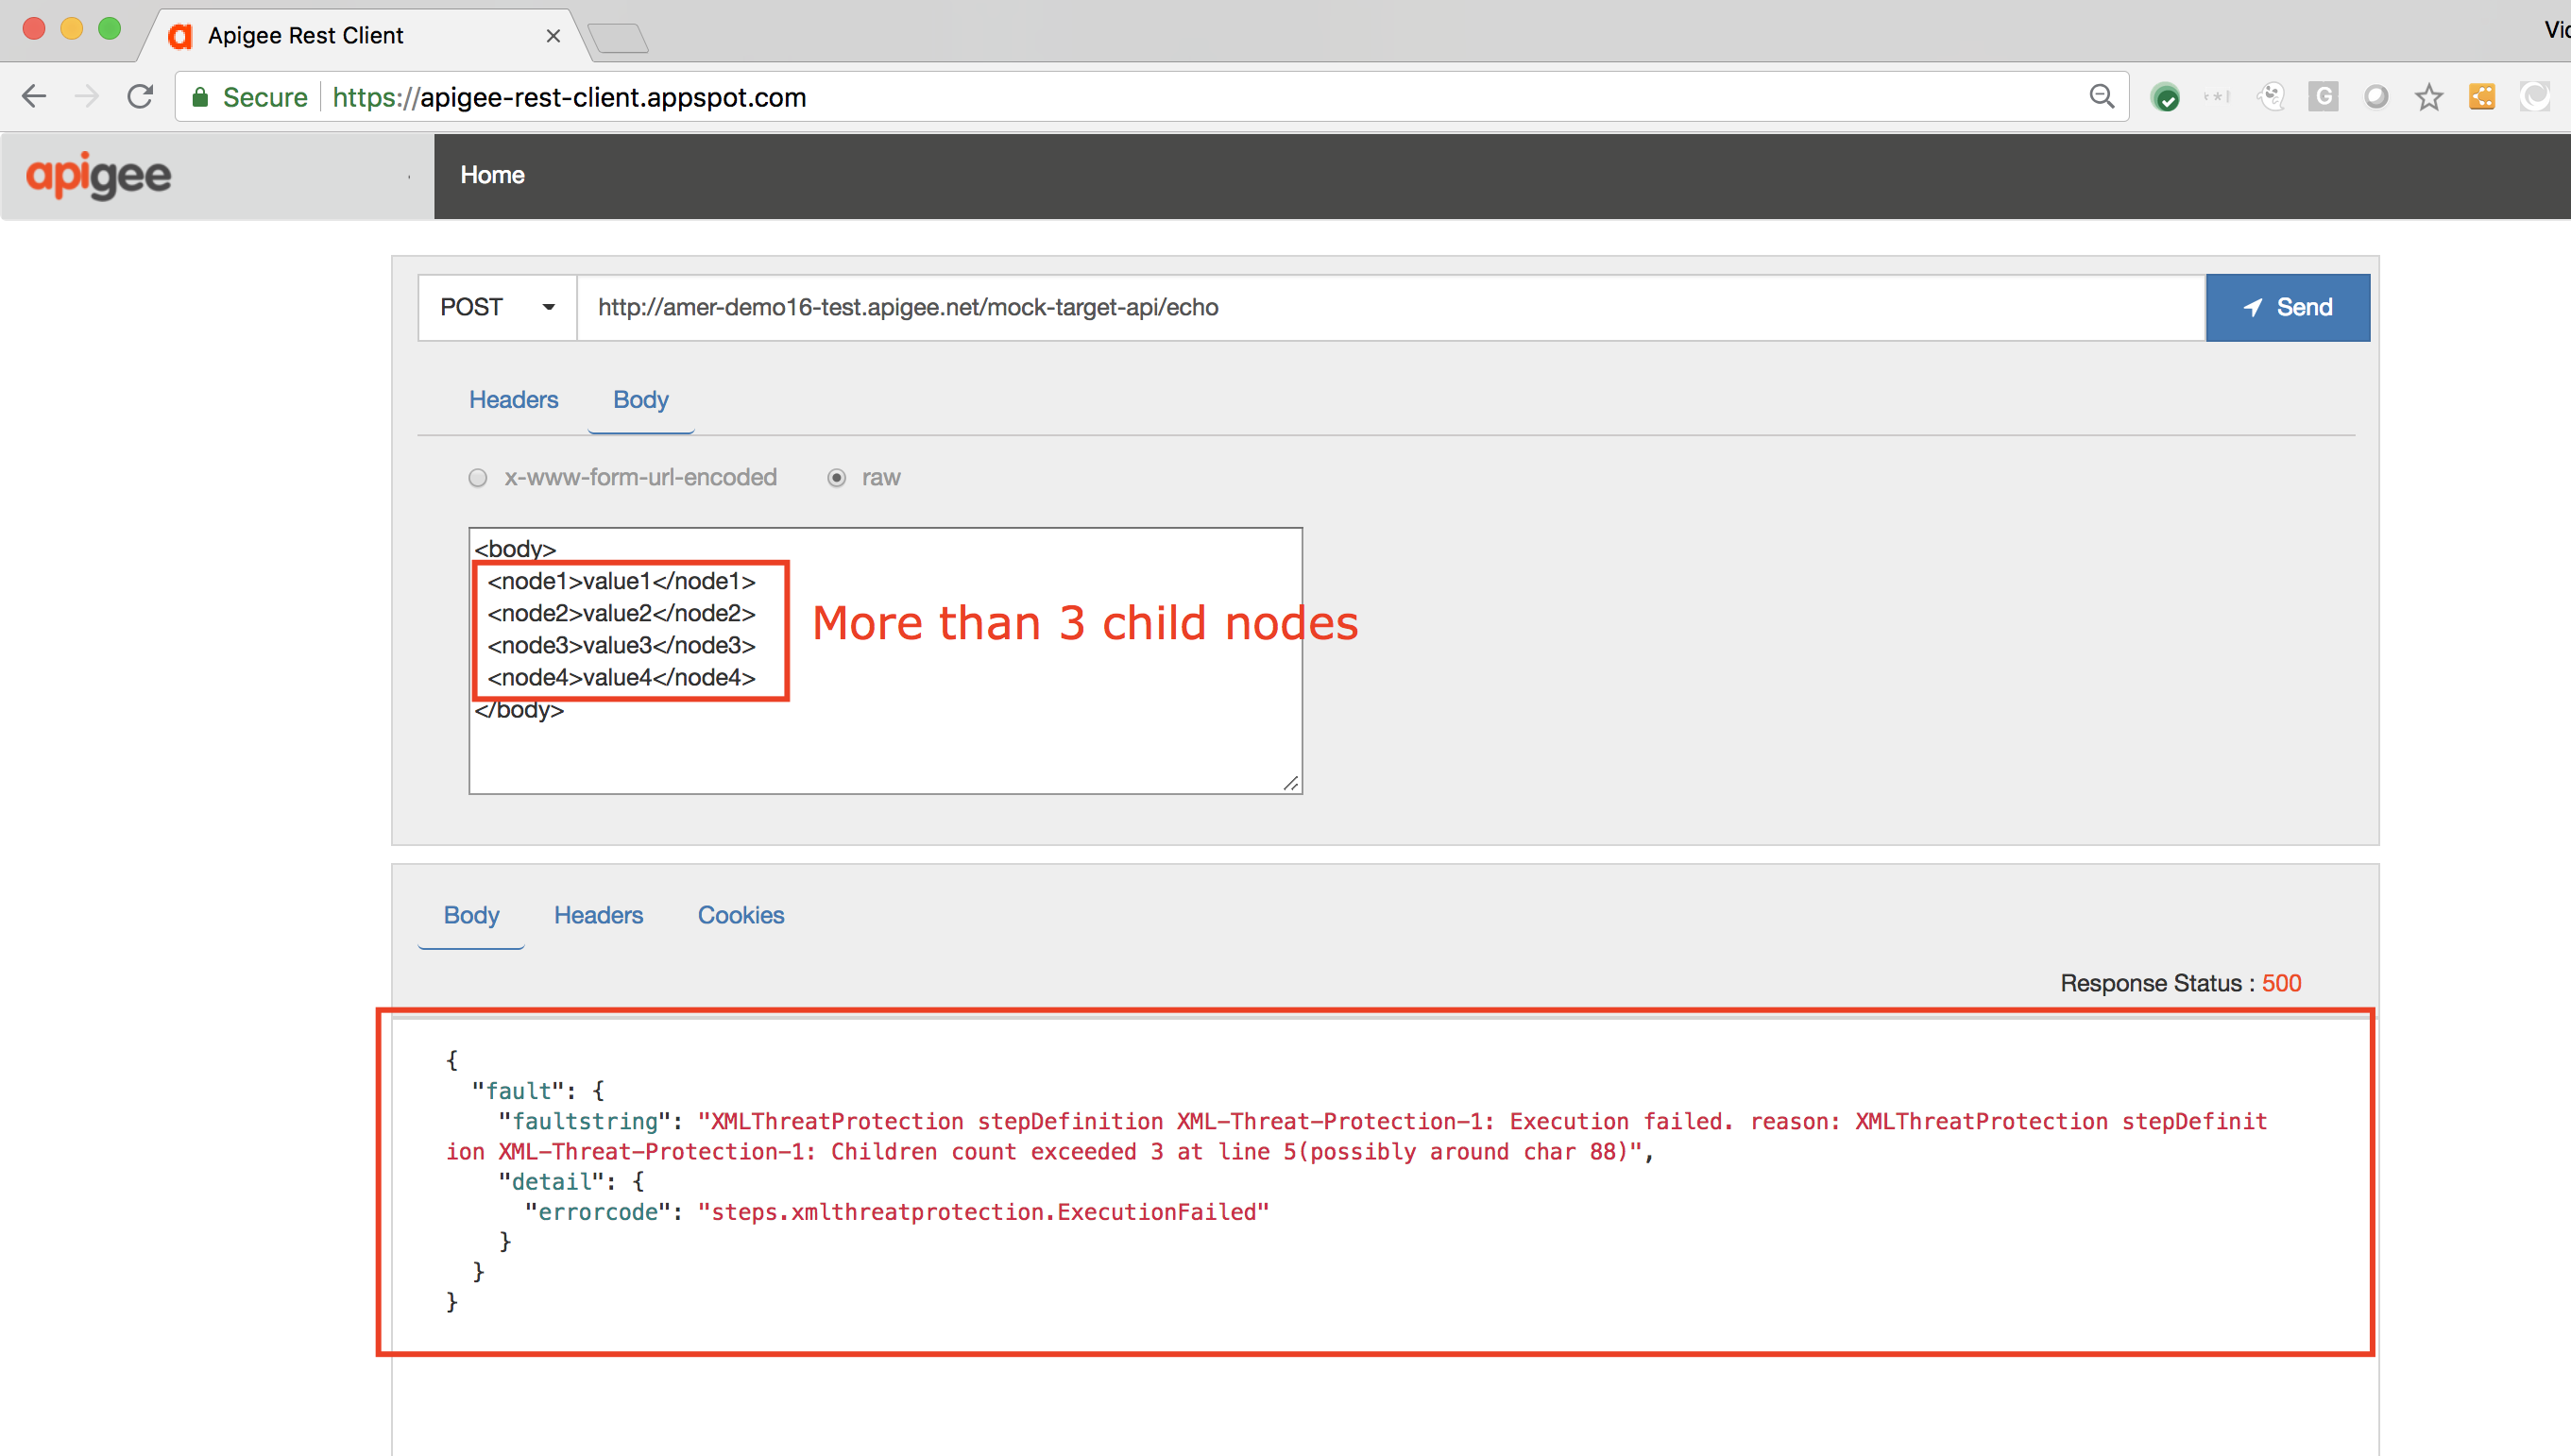 Apigee Rest Client
Vic
Secure https://apigee-rest-client.appspot.com
G
apigee Home
POST http://amer-demo16-test.apigee.net/mock-target-api/echo Send
Headers Body
x-www-form-url-encoded raw
<body>
<node1>value1</node1>
<node2>value2</node2>
<node3>value3</node3>
<node4>value4</node4>
</body>
More than 3 child nodes
Body Headers Cookies
Response Status : 500
{
"fault": {
"faultstring": "XMLThreatProtection stepDefinition XML-Threat-Protection-1: Execution failed. reason: XMLThreatProtection stepDefinit
ion XML-Threat-Protection-1: Children count exceeded 3 at line 5(possibly around char 88)",
"detail": {
"errorcode": "steps.xmlthreatprotection.ExecutionFailed"
}
}
}